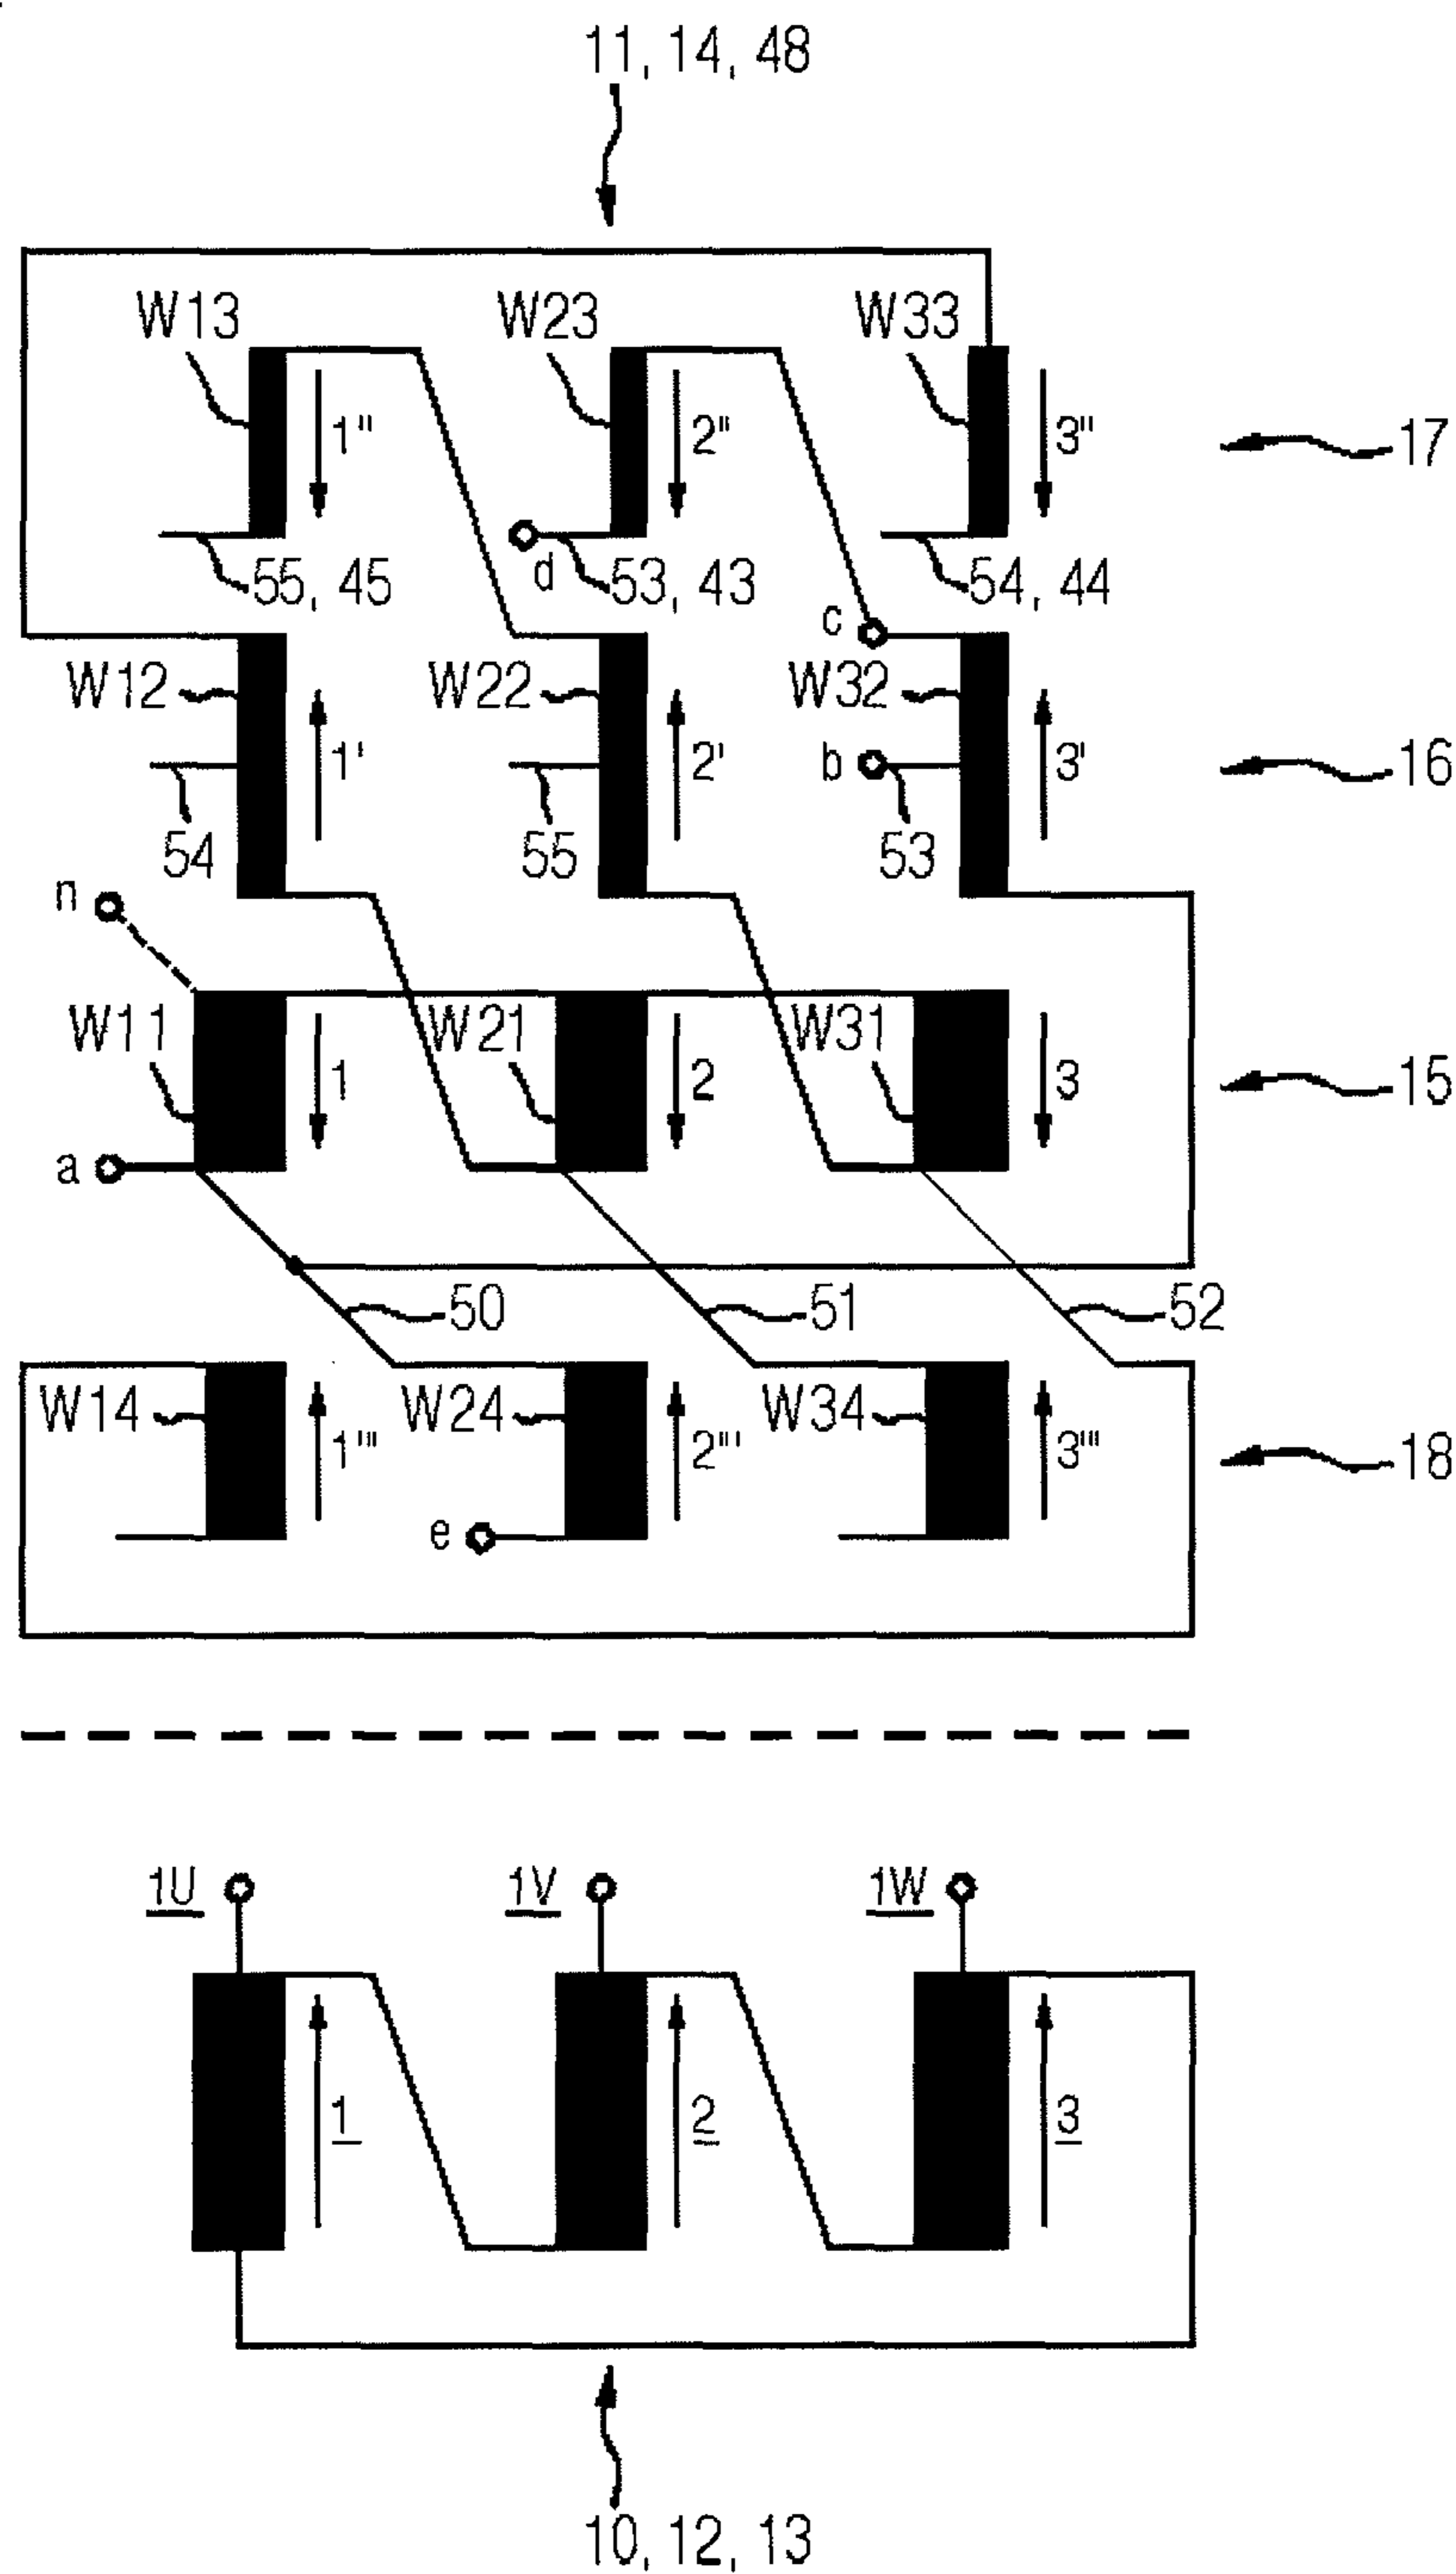 11, 14, 48
W13 W23 W33
1" 2" 3" 17
55, 45 d 53, 43 54, 44
c
W12 W22 W32
1' 2' b 3' 16
54 55 53
n
W11 W21 W31
1 2 3 15
a
50 51 52
W14 W24 W34
1"' 2"' 3"' 18
e
1U 1V 1W
1 2 3
10, 12, 13